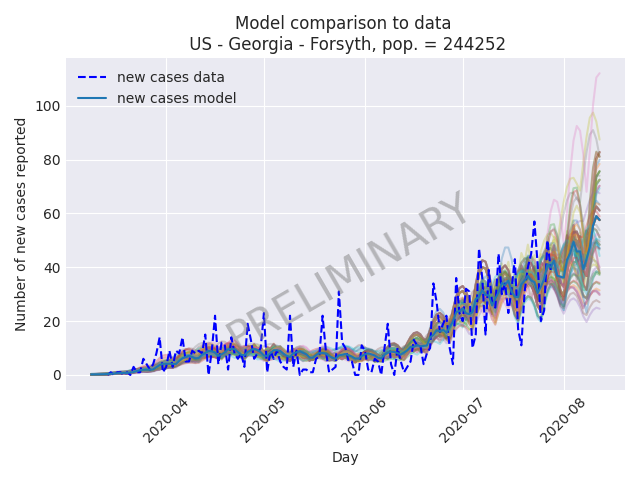 Model comparison to data
US - Georgia - Forsyth, pop. = 244252
new cases data
new cases model
Number of new cases reported
100
80
60
40
20
0
PRELIMINARY
2020-04
2020-05
2020-06
2020-07
2020-08
Day